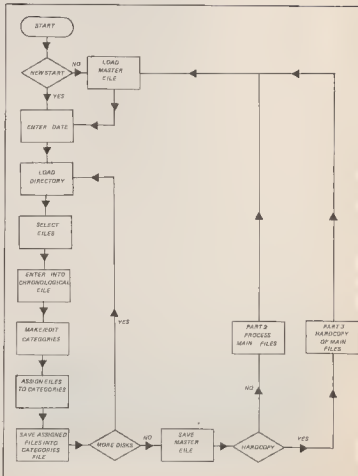 START
NEW START
NO
LOAD
MASTER
FILE
YES
ENTER DATE
LOAD
DIRECTORY
SELECT
FILES
ENTER INTO
CHRONOLOGICAL
FILE
YES
MAKE/EDIT
CATEGORIES
PART 2
PROCESS
MAIN FILES
PART 3
HARDCOPY
OF MAIN
FILES
ASSIGN FILES
TO CATEGORIES
NO
SAVE ASSIGNED
FILES INTO
CATEGORIES
FILE
MORE DISKS
NO
SAVE
MASTER
FILE
HARDCOPY
YES